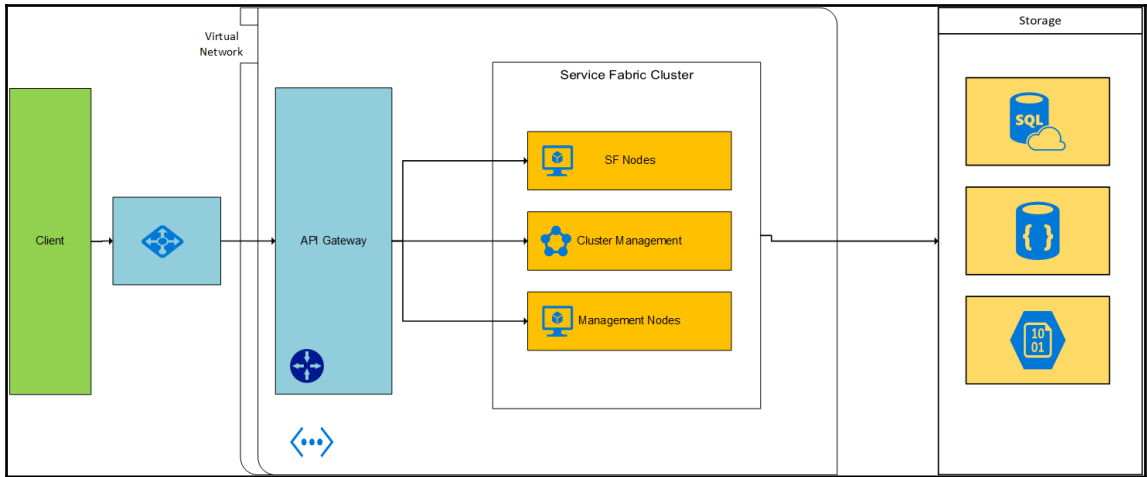 Virtual
Network
Storage
Service Fabric Cluster
SQL
SF Nodes
Client
API Gateway
Cluster Management
{ }
Management Nodes
10
01